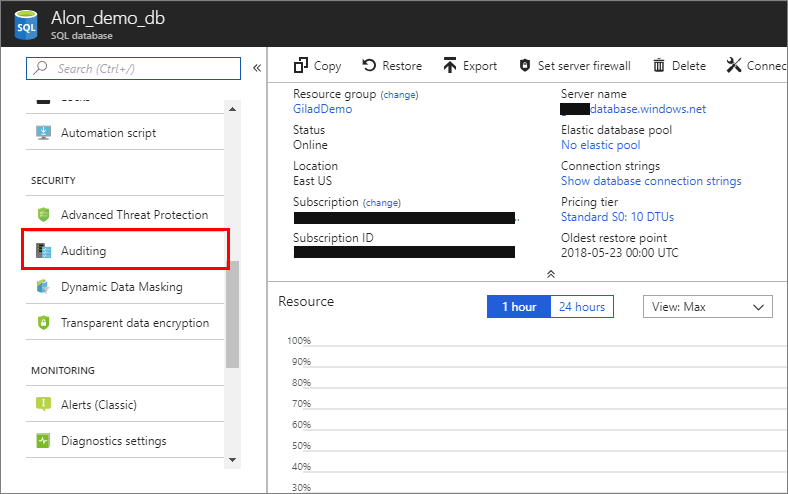 SQL
Alon_demo_db
SQL database
Search (Ctrl+/)
«
Automation script
SECURITY
Advanced Threat Protection
Auditing
Dynamic Data Masking
Transparent data encryption
MONITORING
Alerts (Classic)
Diagnostics settings
Copy
Restore
Export
Set server firewall
Delete
Connec
Resource group (change)
GiladDemo
Status
Online
Location
East US
Subscription (change)
..
Subscription ID
Server name
database.windows.net
Elastic database pool
No elastic pool
Connection strings
Show database connection strings
Pricing tier
Standard S0: 10 DTUs
Oldest restore point
2018-05-23 00:00 UTC
Resource
1 hour
24 hours
View: Max
100%
90%
80%
70%
60%
50%
40%
30%